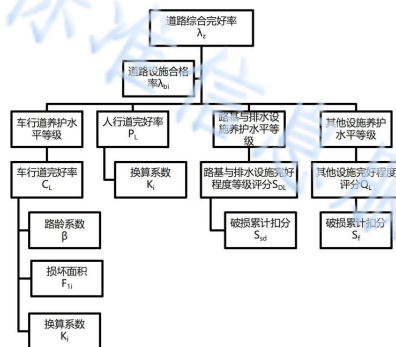 道路综合完好率
λz
道路设施合格
率λbi
车行道养护水
平等级
人行道完好率
PL
路基与排水设
施养护水平等
级
其他设施养护
水平等级
车行道完好率
CL
换算系数
Ki
路基与排水设施完好
程度等级评分SDL
其他设施完好程度
评分QL
路龄系数
β
破损累计扣分
Ssd
破损累计扣分
Sf
损坏面积
F1i
换算系数
Ki